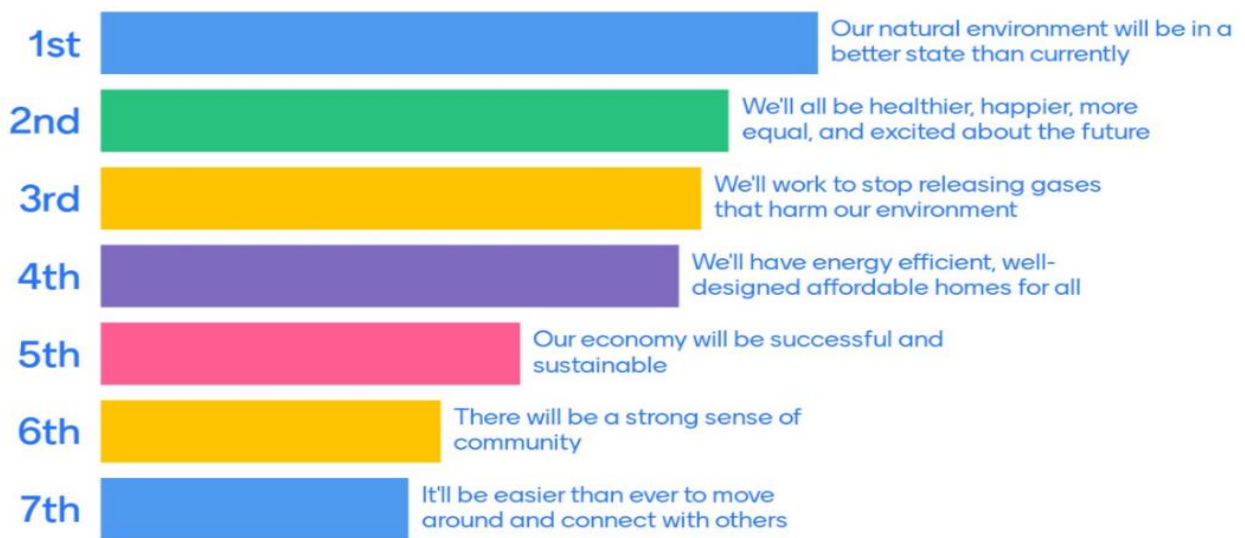 1st
Our natural environment will be in a
better state than currently
2nd
We'll all be healthier, happier, more
equal, and excited about the future
3rd
We'll work to stop releasing gases
that harm our environment
4th
We'll have energy efficient, well-
designed affordable homes for all
5th
Our economy will be successful and
sustainable
6th
There will be a strong sense of
community
7th
It'll be easier than ever to move
around and connect with others